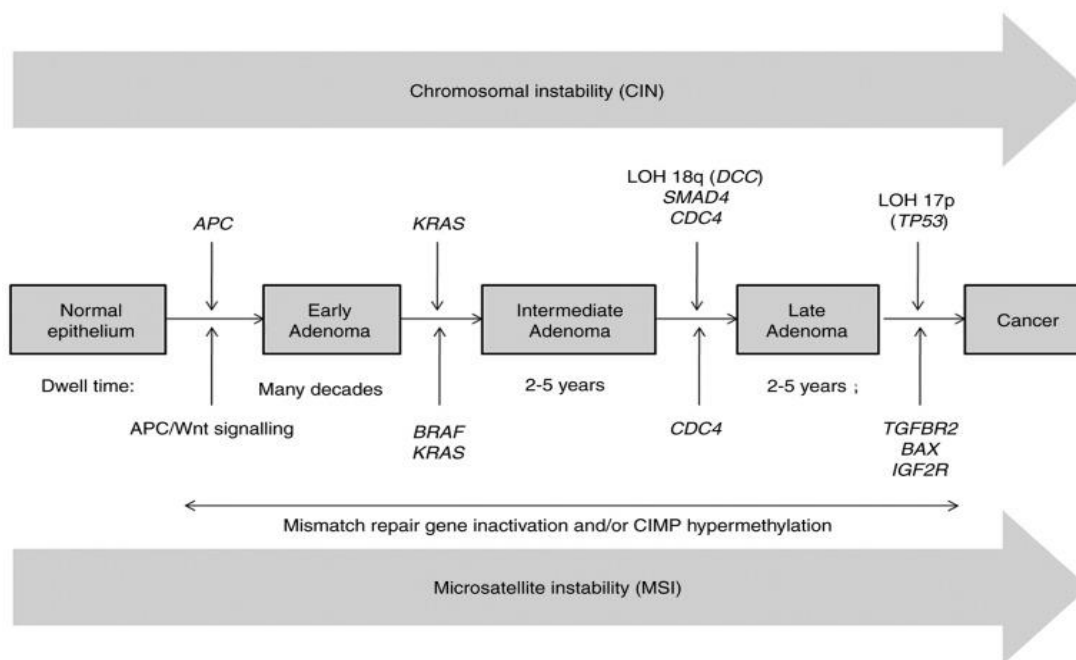 Chromosomal instability (CIN)
LOH 18q (DCC)
SMAD4
CDC4
LOH 17p
(TP53)
APC
KRAS
Normal
epithelium
Early
Adenoma
Intermediate
Adenoma
Late
Adenoma
Cancer
Dwell time:
Many decades
2-5 years
2-5 years ;
APC/Wnt signalling
BRAF
KRAS
CDC4
TGFBR2
BAX
IGF2R
Mismatch repair gene inactivation and/or CIMP hypermethylation
Microsatellite instability (MSI)